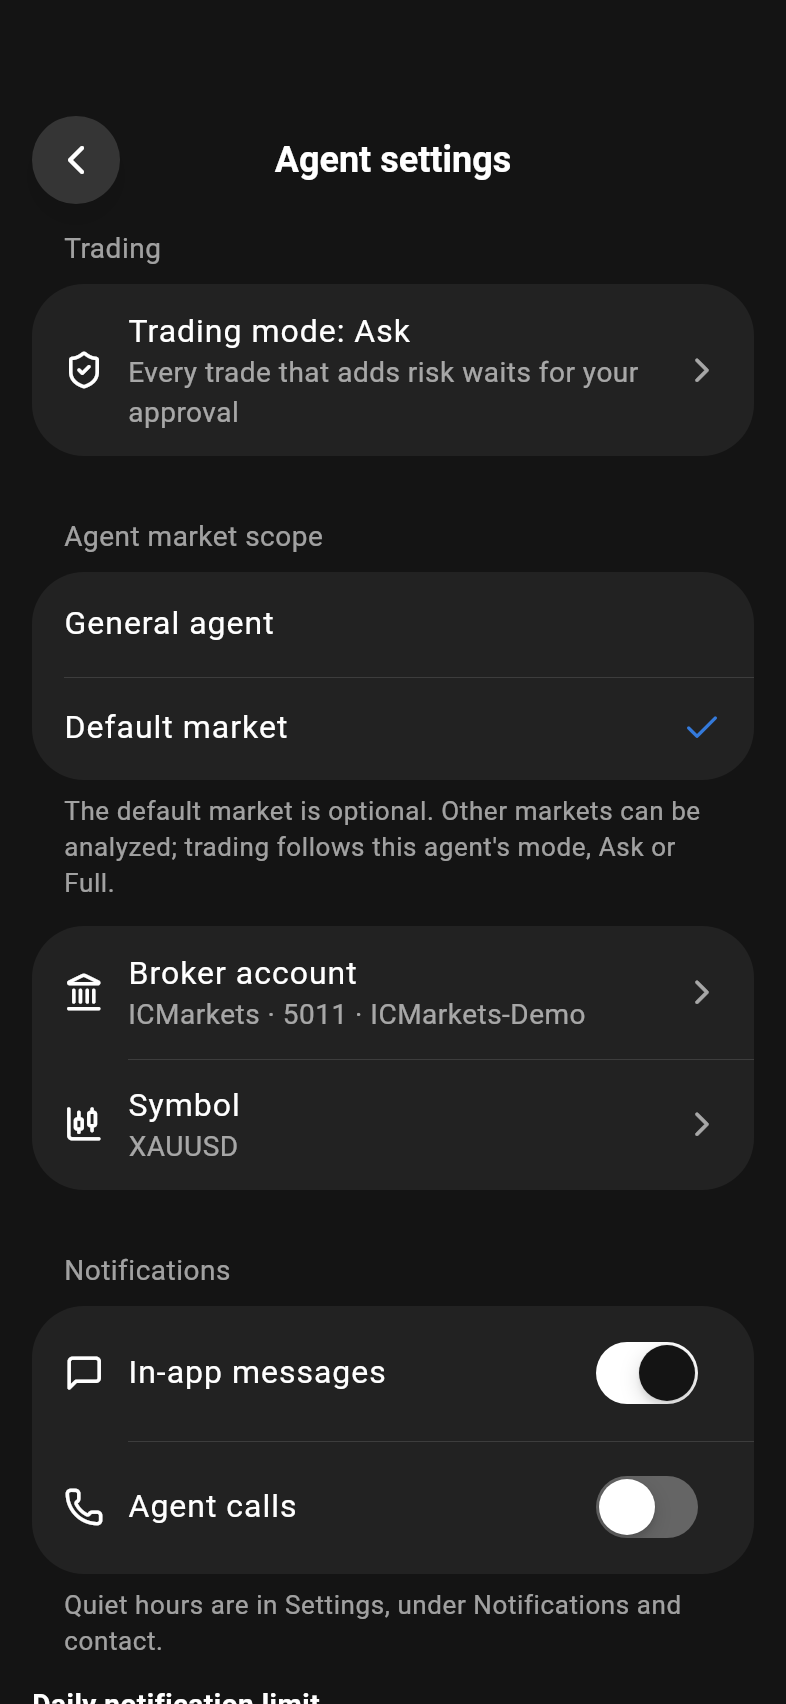 Agent settings
Trading
Trading mode: Ask
Every trade that adds risk waits for your
approval
Agent market scope
General agent
Default market
The default market is optional. Other markets can be
analyzed; trading follows this agent's mode, Ask or
Full.
Broker account
ICMarkets · 5011 · ICMarkets-Demo
Symbol
XAUUSD
Notifications
In-app messages
Agent calls
Quiet hours are in Settings, under Notifications and
contact.
Daily notification limit